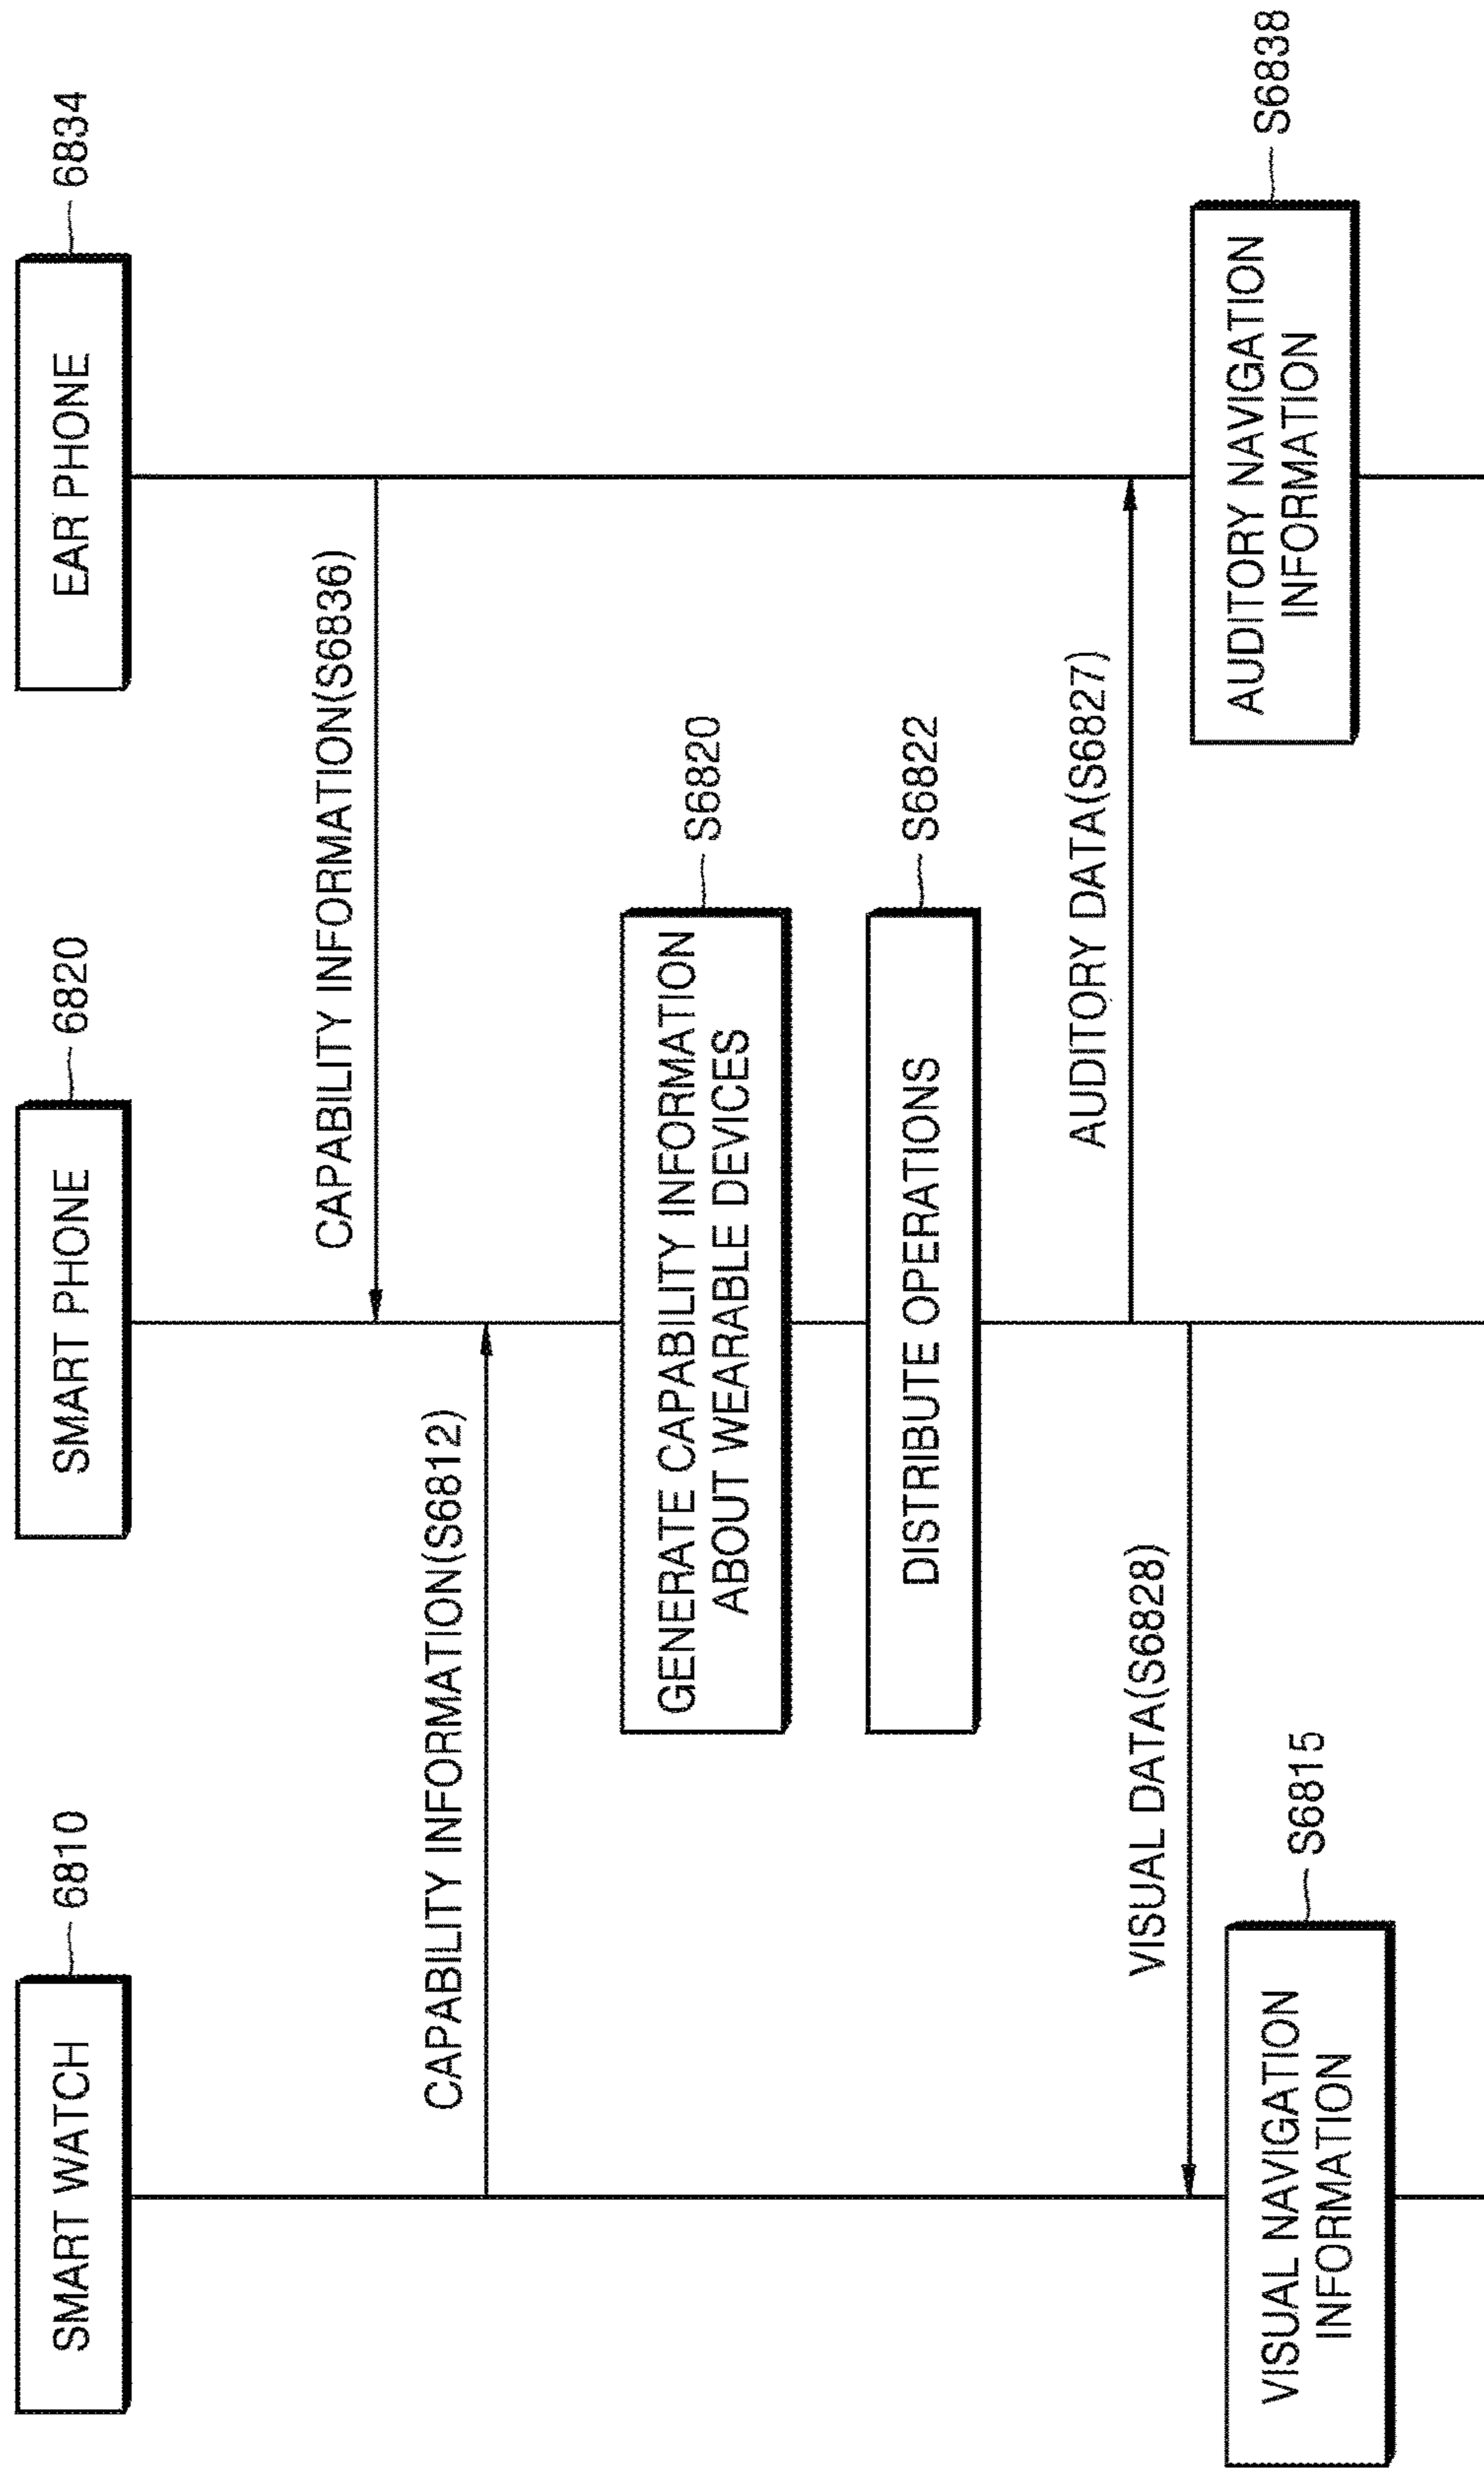 SMART WATCH
6810
SMART PHONE
6820
EAR PHONE
6834
CAPABILITY INFORMATION(S6836)
CAPABILITY INFORMATION(S6812)
GENERATE CAPABILITY INFORMATION
ABOUT WEARABLE DEVICES
S6820
DISTRIBUTE OPERATIONS
S6822
AUDITORY DATA(S6827)
VISUAL DATA(S6828)
AUDITORY NAVIGATION
INFORMATION
S6838
VISUAL NAVIGATION
INFORMATION
S6815